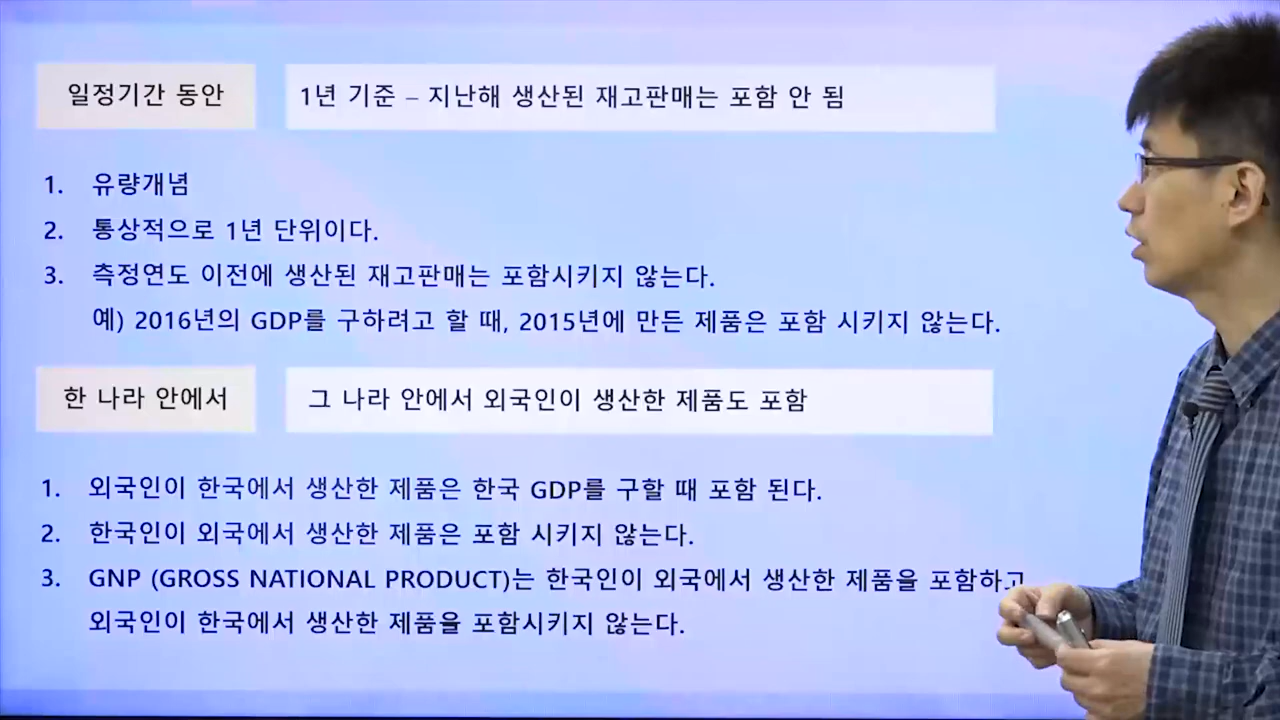 일정기간 동안
1년 기준 – 지난해 생산된 재고판매는 포함 안 됨
1. 유량개념
2. 통상적으로 1년 단위이다.
3. 측정연도 이전에 생산된 재고판매는 포함시키지 않는다.
예) 2016년의 GDP를 구하려고 할 때, 2015년에 만든 제품은 포함 시키지 않는다.
한 나라 안에서
그 나라 안에서 외국인이 생산한 제품도 포함
1. 외국인이 한국에서 생산한 제품은 한국 GDP를 구할 때 포함 된다.
2. 한국인이 외국에서 생산한 제품은 포함 시키지 않는다.
3. GNP (GROSS NATIONAL PRODUCT)는 한국인이 외국에서 생산한 제품을 포함하고
외국인이 한국에서 생산한 제품을 포함시키지 않는다.